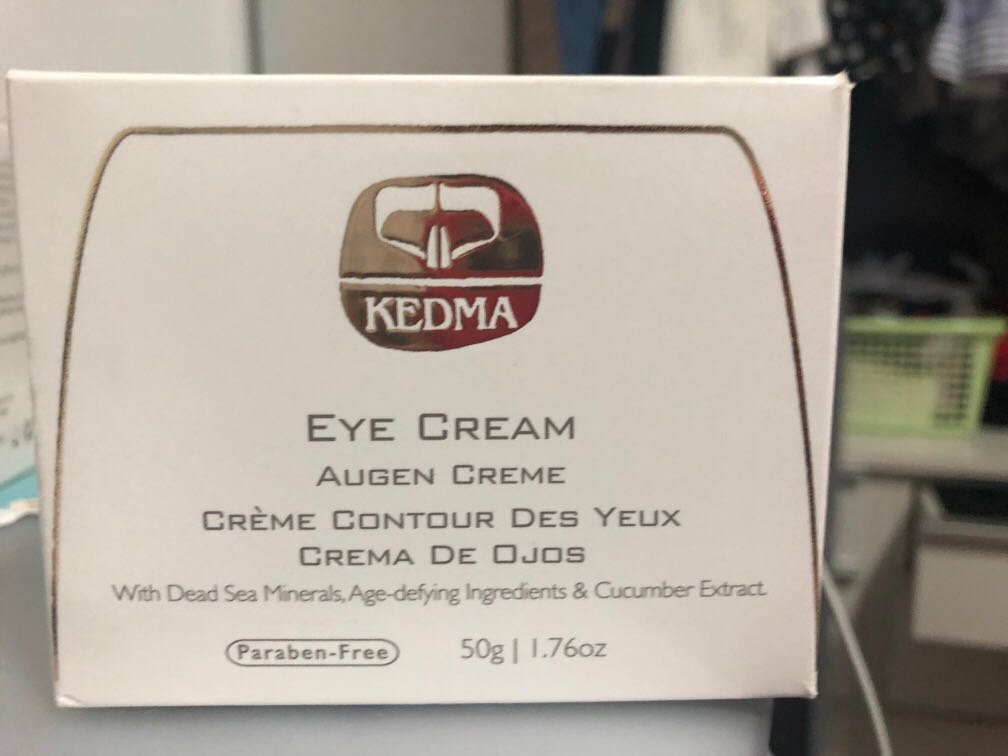 KEDMA
EYE CREAM
AUGEN CREME
CRÈME CONTOUR DES YEUX
CREMA DE OJOS
With Dead Sea Minerals, Age-defying Ingredients & Cucumber Extract.
Paraben-Free
50g | 1.76oz